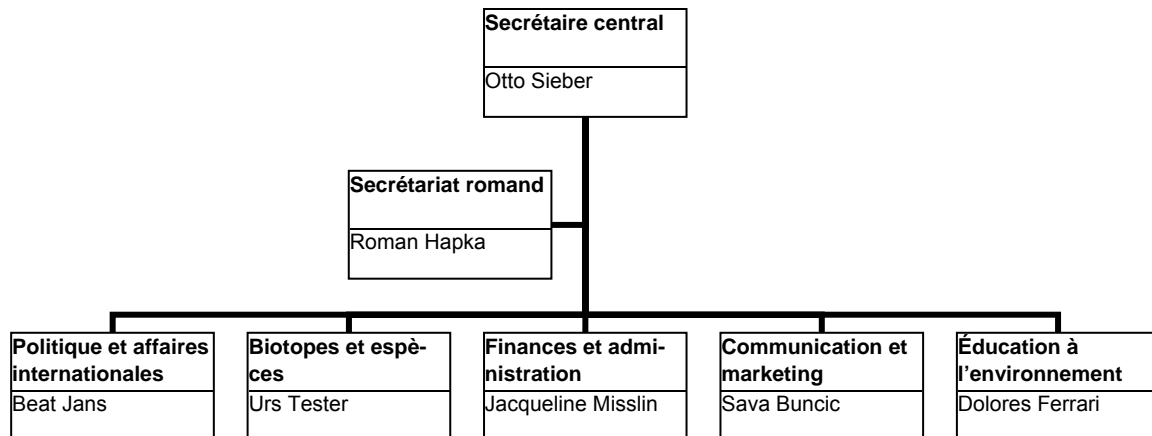 Secrétaire central
Otto Sieber
Secrétariat romand
Roman Hapka
Politique et affaires
internationales
Beat Jans
Biotopes et espè-
ces
Urs Tester
Finances et admi-
nistration
Jacqueline Misslin
Communication et
marketing
Sava Buncic
Éducation à
l’environnement
Dolores Ferrari